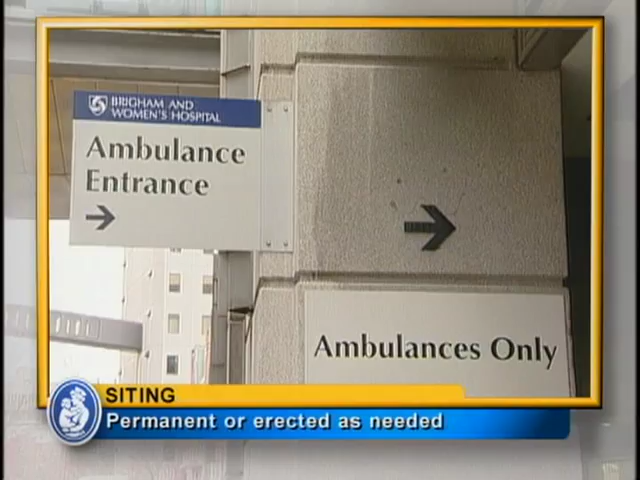 BRIGHAM AND
WOMEN'S HOSPITAL
Ambulance
Entrance
Ambulances Only
SITING
Permanent or erected as needed